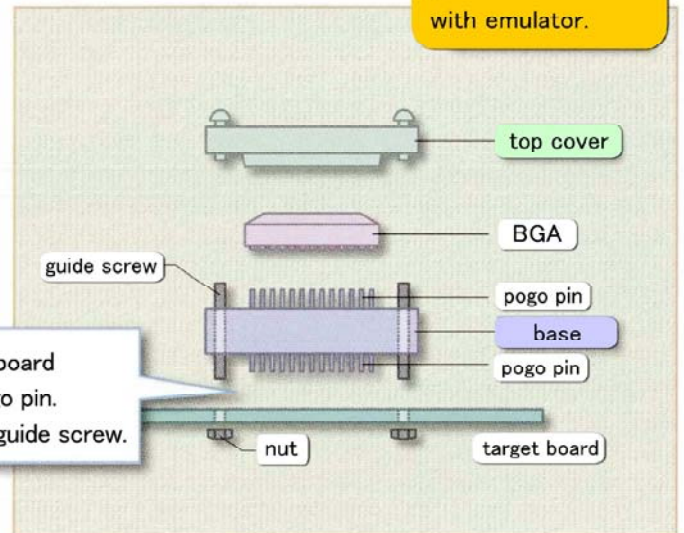 with emulator.
top cover
BGA
guide screw
pogo pin
base
pogo pin
board
o pin.
guide screw.
nut
target board